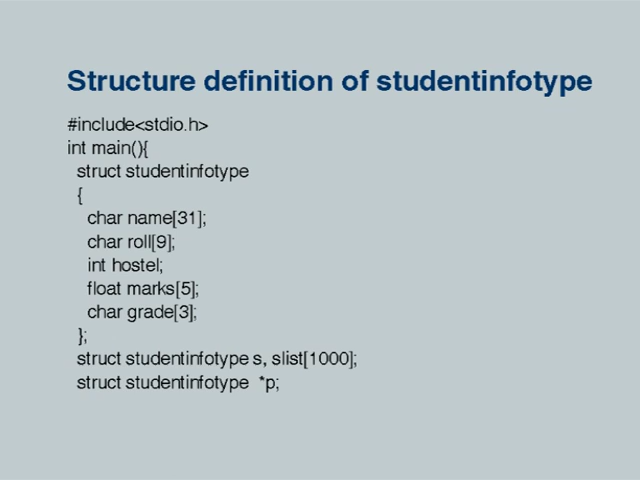 Structure definition of studentinfotype
#include<stdio.h>
int main(){
struct studentinfotype
{
char name[31];
char roll[9];
int hostel;
float marks[5];
char grade[3];
};
struct studentinfotype s, slist[1000];
struct studentinfotype *p;